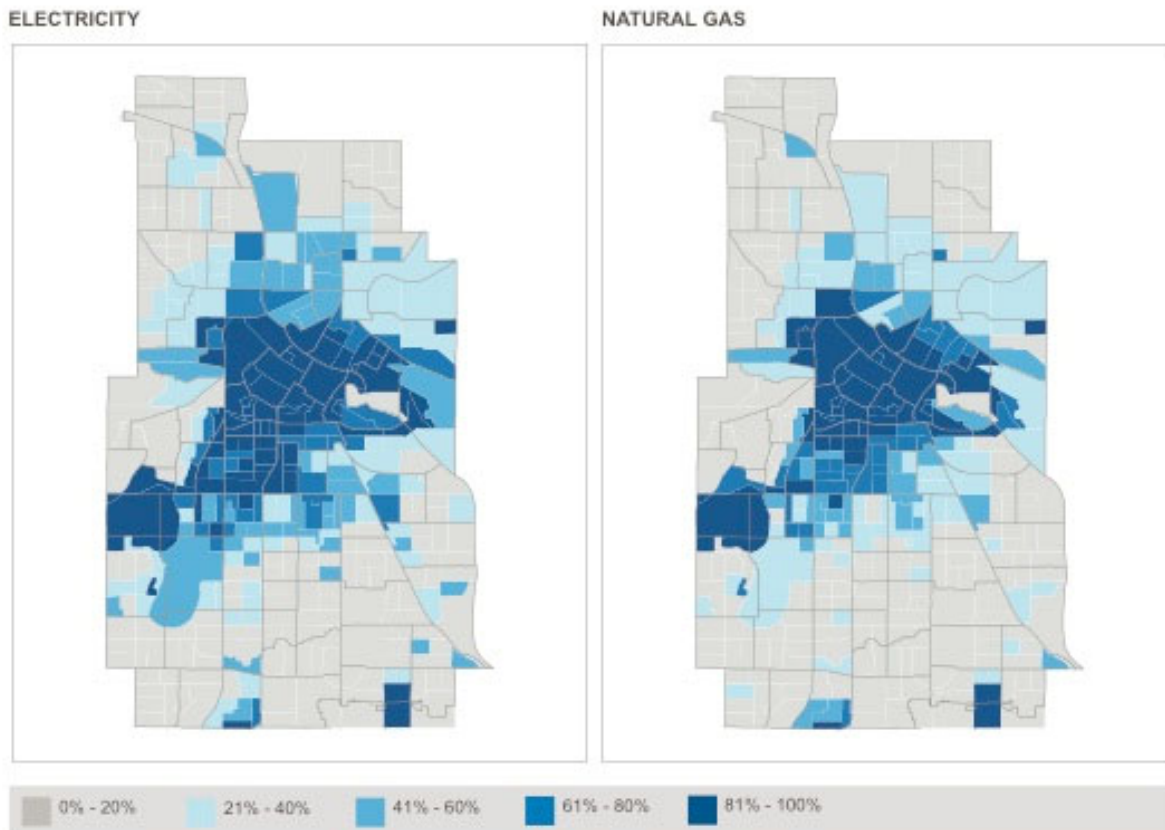 ELECTRICITY
NATURAL GAS
0% - 20%
21% - 40%
41% - 60%
61% - 80%
81% - 100%